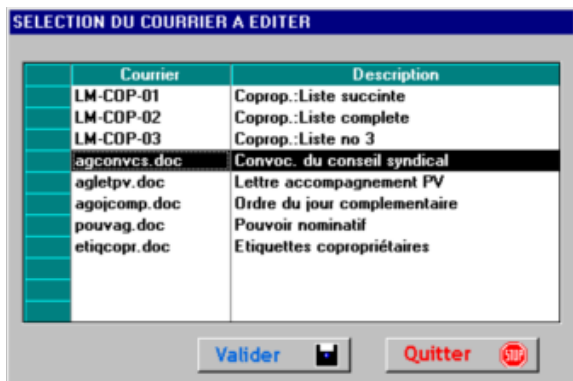 SELECTION DU COURRIER A EDITER
Courrier Description
LM-COP-01 Coprop.:Liste succinte
LM-COP-02 Coprop.:Liste complete
LM-COP-03 Coprop.:Liste no 3
agconvcs.doc Convoc. du conseil syndical
agletpv.doc Lettre accompagnement PV
agojcomp.doc Ordre du jour complementaire
pouvag.doc Pouvoir nominatif
etiqcopr.doc Etiquettes copropriétaires
Valider Quitter STOP